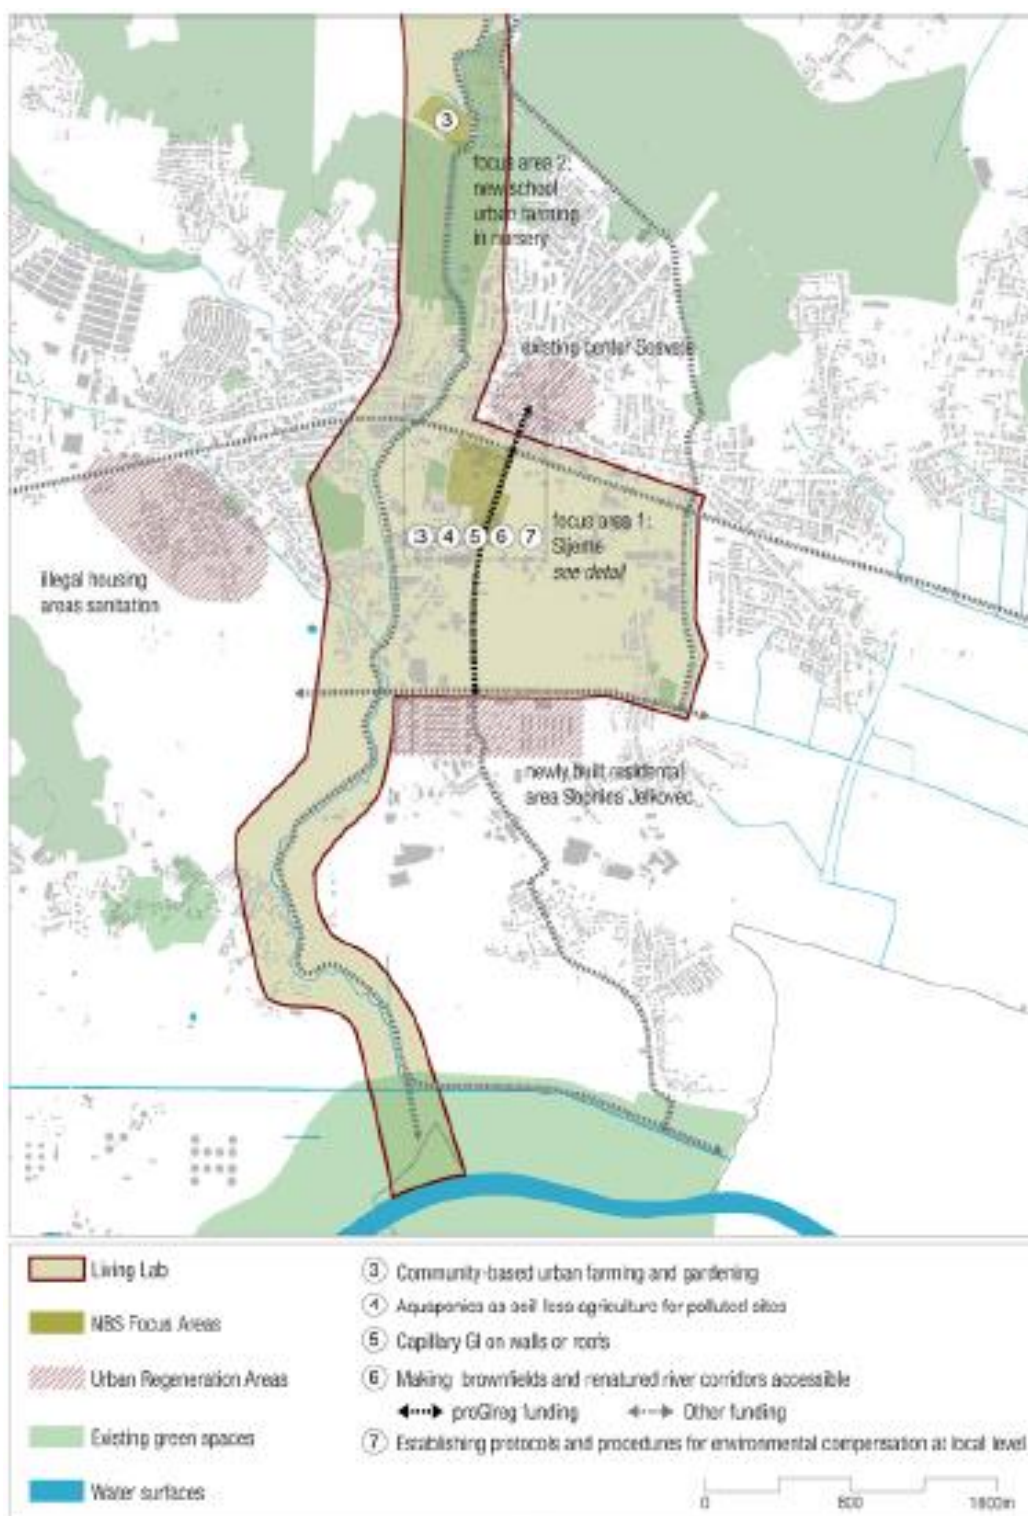 3
focus area 2:
new school
urban farming
in nursery
existing center Sesvete
3 4 5 6 7
focus area 1:
Sljeme
see detail
illegal housing
areas sanitation
newly built residental
area Sopnica Jelkovec
Living Lab
NBS Focus Areas
Urban Regeneration Areas
Existing green spaces
Water surfaces
3 Community-based urban farming and gardening
4 Aquaponics as soil less agriculture for polluted sites
5 Capillary GI on walls or roofs
6 Making brownfields and renatured river corridors accessible
proGIreg funding Other funding
7 Establishing protocols and procedures for environmental compensation at local level
0 800 1600m